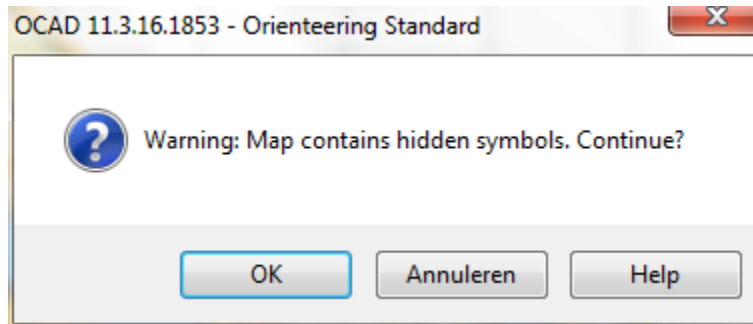 OCAD 11.3.16.1853 - Orienteering Standard
Warning: Map contains hidden symbols. Continue?
OK Annuleren Help